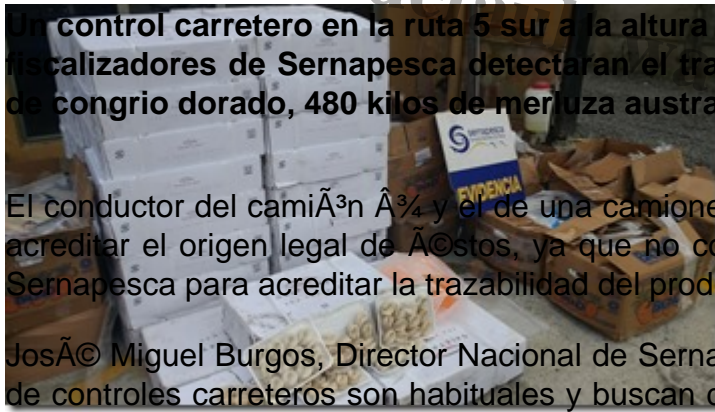 Un control carretero en la ruta 5 sur a la altura
fiscalizadores de Sernapesca detectaran el tra
de congrio dorado, 480 kilos de merluza austra
sernapesca
EVIDENCIA
El conductor del camiÃ³n Â¾ y el de una camione
acreditar el origen legal de Ã©stos, ya que no co
Sernapesca para acreditar la trazabilidad del prod
JosÃ© Miguel Burgos, Director Nacional de Serna
de controles carreteros son habituales y buscan